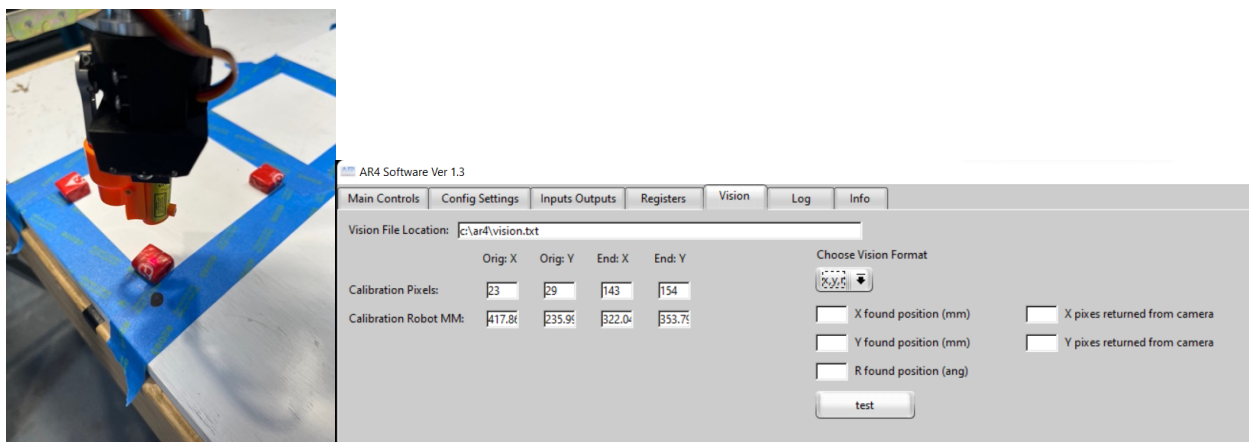 AR4 Software Ver 1.3
Main Controls Config Settings Inputs Outputs Registers Vision Log Info
Vision File Location: c:\ar4\vision.txt
Orig: X Orig: Y End: X End: Y
Calibration Pixels: 23 29 143 154
Calibration Robot MM: 417.86 235.99 322.04 353.79
Choose Vision Format
x,y,r
X found position (mm) X pixes returned from camera
Y found position (mm) Y pixes returned from camera
R found position (ang)
test